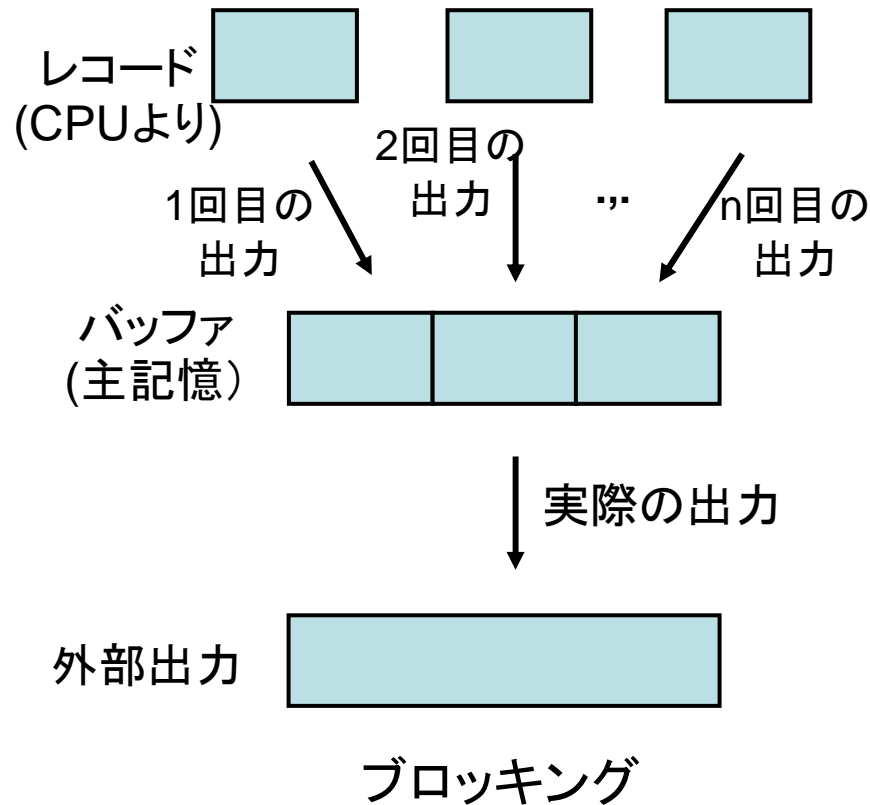 レコード
(CPUより)
1回目の
出力
2回目の
出力
.,.
n回目の
出力
バッファ
(主記憶）
実際の出力
外部出力
ブロッキング